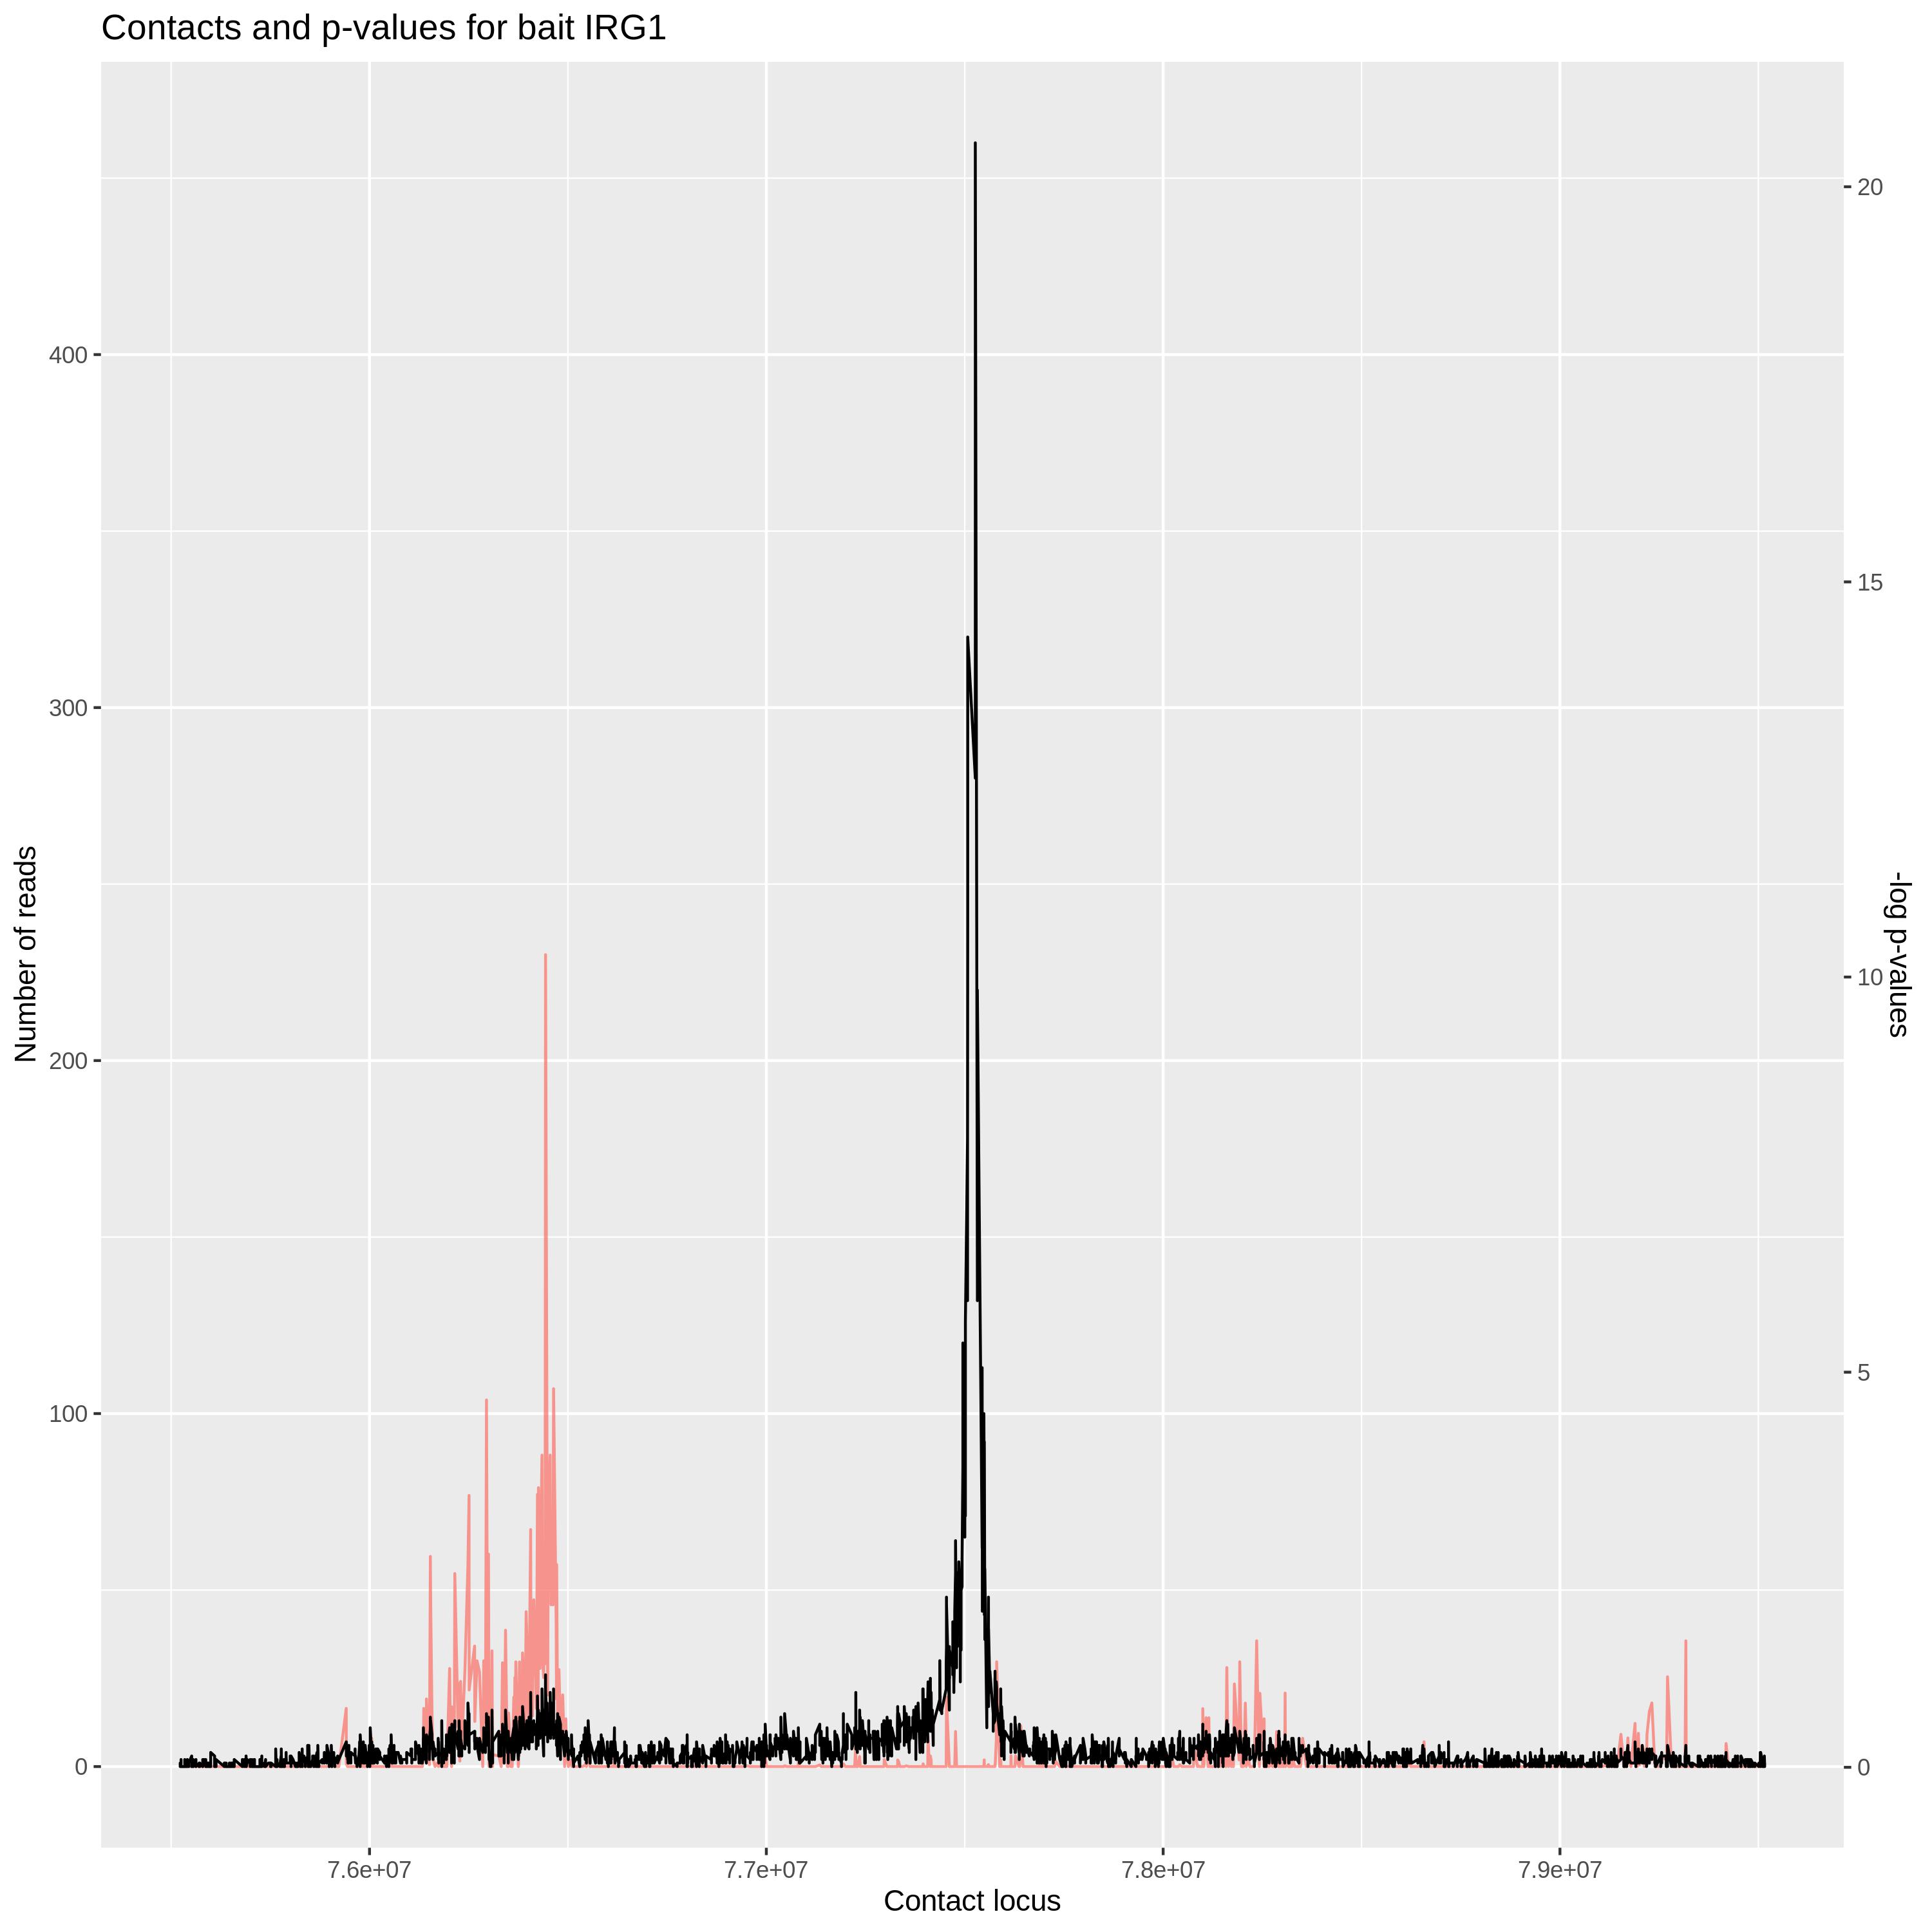 Contacts and p-values for bait IRG1
Number of reads
400
300
200
100
0
20
15
10
5
0
-log p-values
7.6e+07 7.7e+07 7.8e+07 7.9e+07
Contact locus